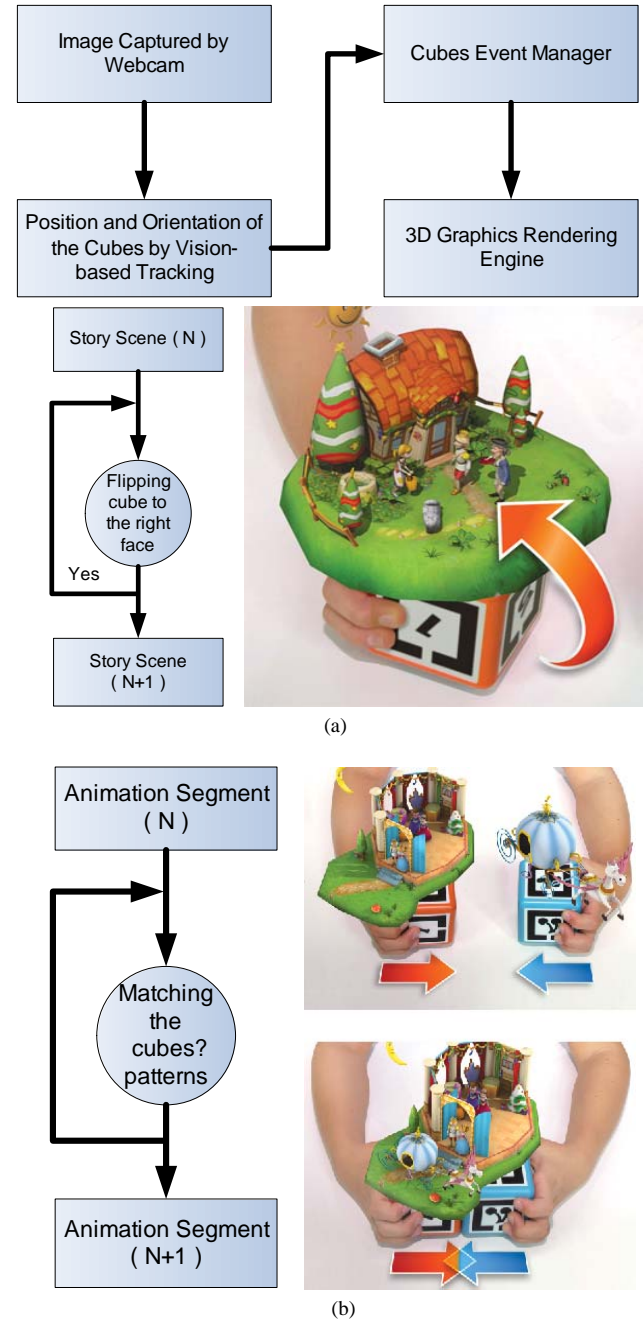 Image Captured by
Webcam
Cubes Event Manager
Position and Orientation of
the Cubes by Vision-
based Tracking
3D Graphics Rendering
Engine
Story Scene ( N )
Flipping
cube to
the right
face
Yes
Story Scene
( N+1 )
(a)
Animation Segment
( N )
Matching
the
cubes?
patterns
Animation Segment
( N+1 )
(b)